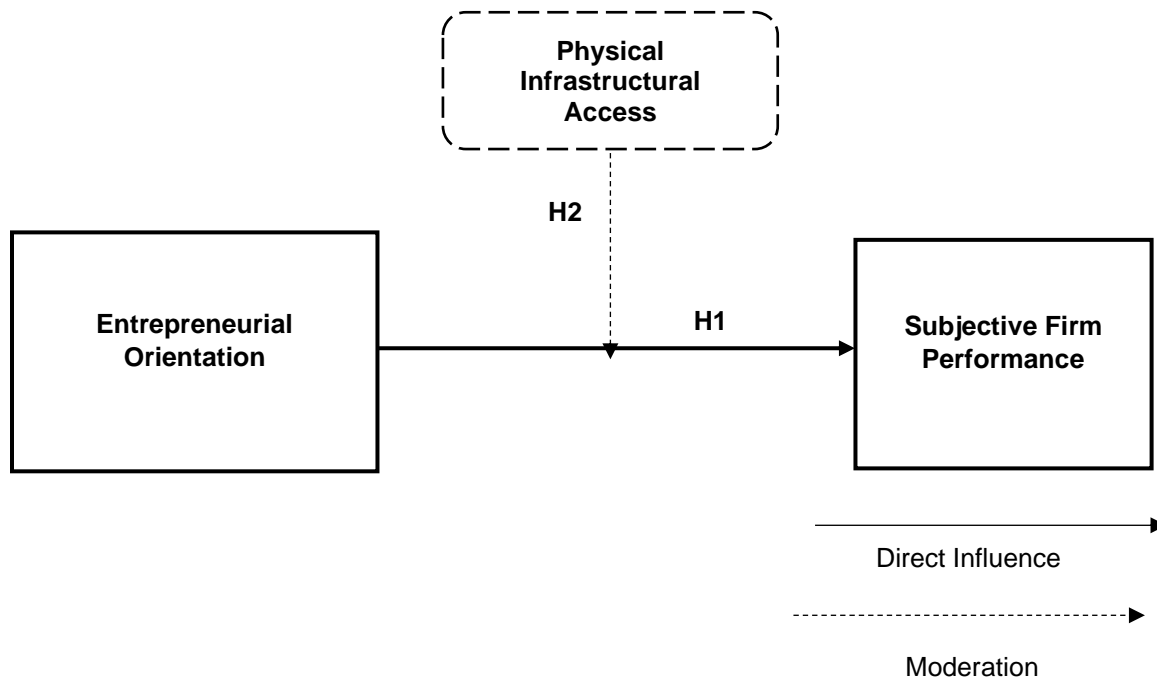 Physical
Infrastructural
Access
H2
H1
Entrepreneurial
Orientation
Subjective Firm
Performance
Direct Influence
Moderation